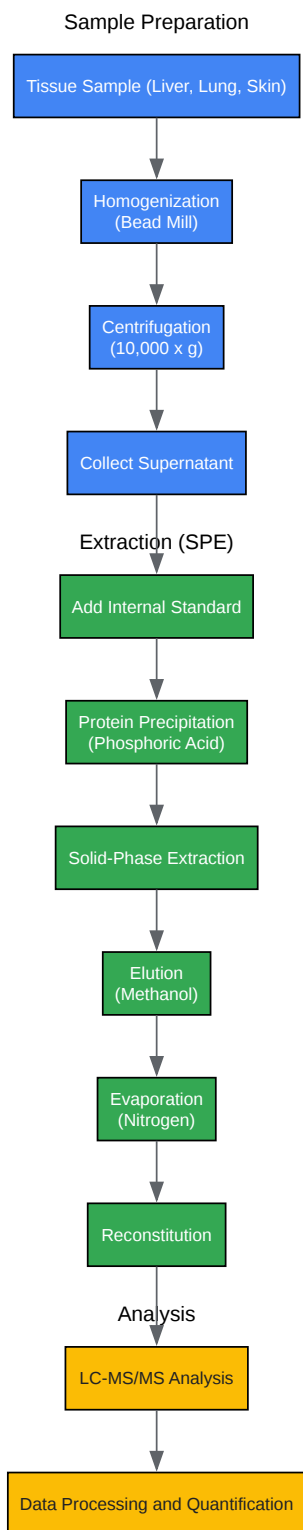 Sample Preparation
Tissue Sample (Liver, Lung, Skin)
Homogenization
(Bead Mill)
Centrifugation
(10,000 x g)
Collect Supernatant
Extraction (SPE)
Add Internal Standard
Protein Precipitation
(Phosphoric Acid)
Solid-Phase Extraction
Elution
(Methanol)
Evaporation
(Nitrogen)
Reconstitution
Analysis
LC-MS/MS Analysis
Data Processing and Quantification